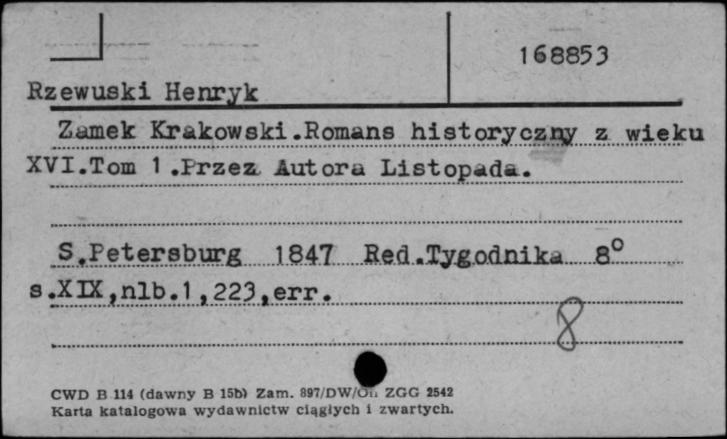 168853
Rzewuski Henryk
Zamek Krakowski.Romans historyczny z wieku
XVI.Tom 1 .Przez Autora Listopada.
S.Petersburg 1847 Red.Tygodnika 8°
s.XIX,nlb.1,223,err.
8
CWD B 114 (dawny B 15b) Zam. 897/DW/ ZGG 2542
Karta katalogowa wydawnictw ciągłych i zwartych.